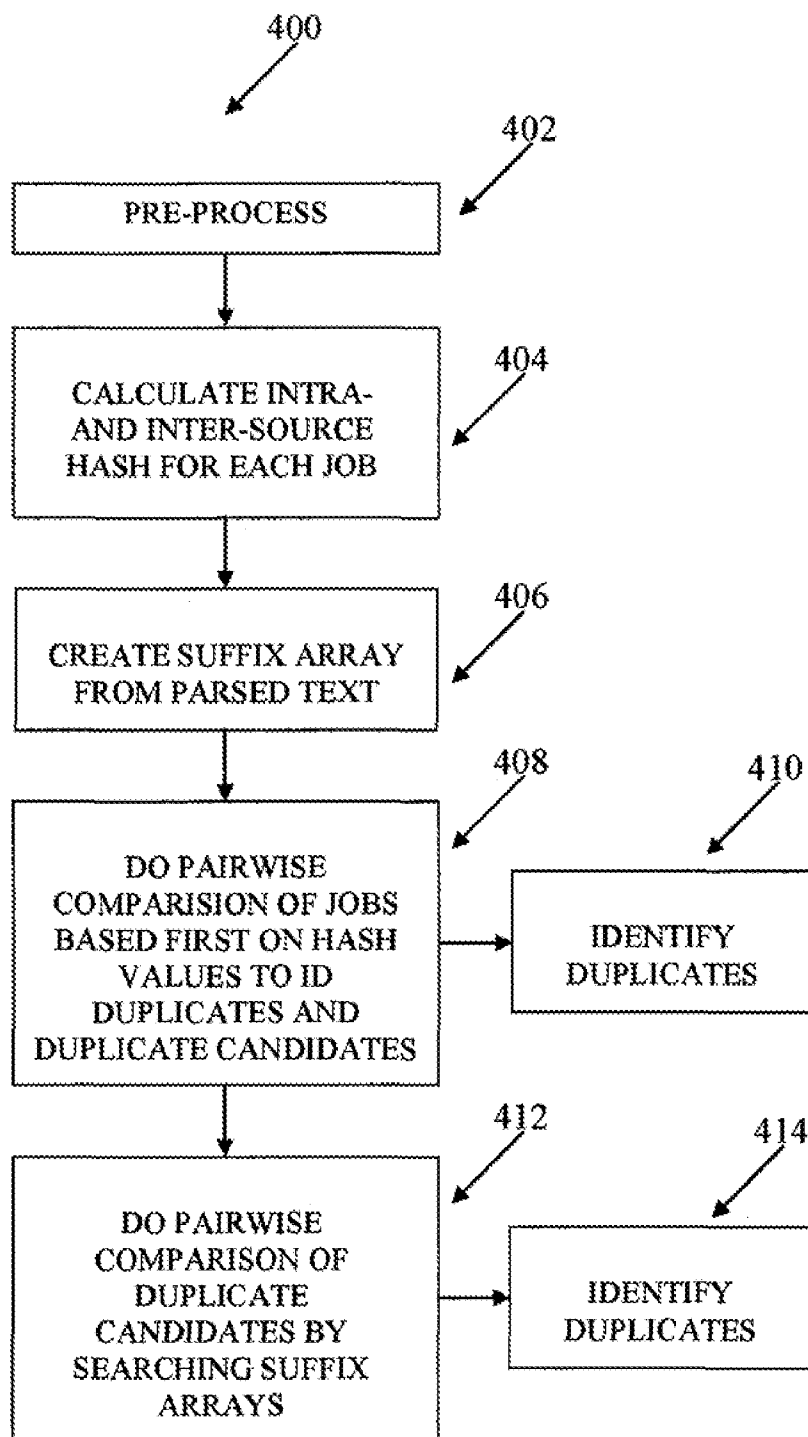 400
402
PRE-PROCESS
404
CALCULATE INTRA-
AND INTER-SOURCE
HASH FOR EACH JOB
406
CREATE SUFFIX ARRAY
FROM PARSED TEXT
408
DO PAIRWISE
COMPARISION OF JOBS
BASED FIRST ON HASH
VALUES TO ID
DUPLICATES AND
DUPLICATE CANDIDATES
410
IDENTIFY
DUPLICATES
412
DO PAIRWISE
COMPARISON OF
DUPLICATE
CANDIDATES BY
SEARCHING SUFFIX
ARRAYS
414
IDENTIFY
DUPLICATES